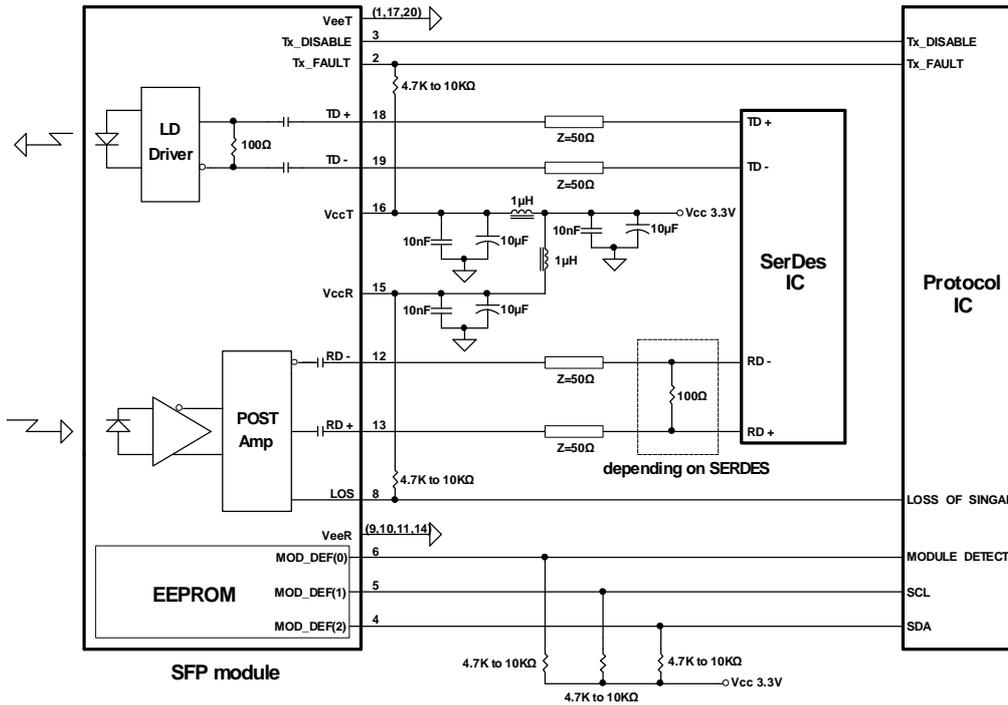 VeeT (1,17,20)
Tx_DISABLE 3 Tx_DISABLE
Tx_FAULT 2 Tx_FAULT
4.7K to 10KΩ
LD
Driver
100Ω
TD + 18 Z=50Ω TD +
TD - 19 Z=50Ω TD -
VccT 16 1µH Vcc 3.3V
10nF 10µF 10nF 10µF
1µH
SerDes
IC
Protocol
IC
VccR 15
10nF 10µF
RD - 12 Z=50Ω RD -
100Ω
POST
Amp
RD + 13 Z=50Ω RD +
depending on SERDES
4.7K to 10KΩ
LOS 8 LOSS OF SINGAL
VeeR (9,10,11,14)
EEPROM
MOD_DEF(0) 6 MODULE DETECT
MOD_DEF(1) 5 SCL
MOD_DEF(2) 4 SDA
4.7K to 10KΩ 4.7K to 10KΩ
SFP module
Vcc 3.3V
4.7K to 10KΩ